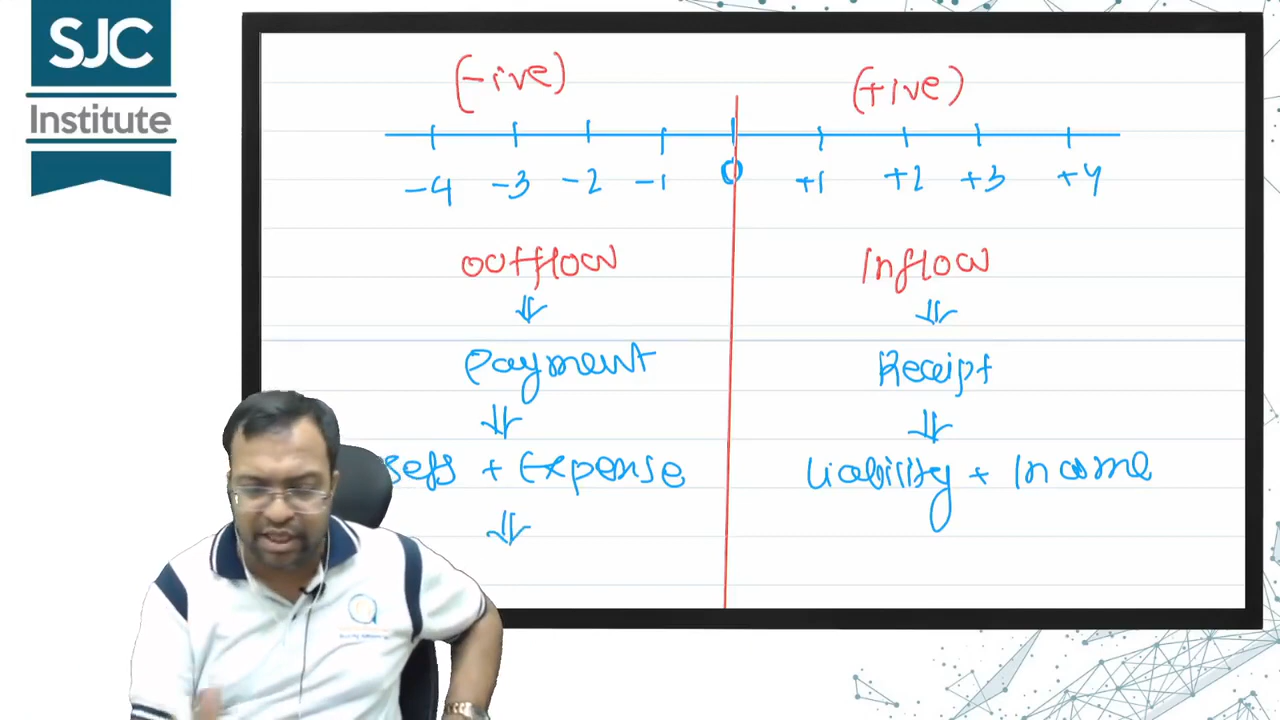 SJC
Institute
(-ive) (+ive)
-4 -3 -2 -1 0 +1 +2 +3 +4
outflow Inflow
Payment Receipt
sets + Expense Liability + Income